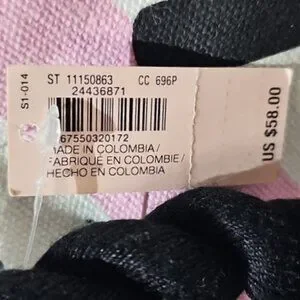 S1-014
ST 11150863 CC 696P
24436871
67550320172
MADE IN COLOMBIA/
FABRIQUE EN COLOMBIE/
HECHO EN COLOMBIA
US $58.00